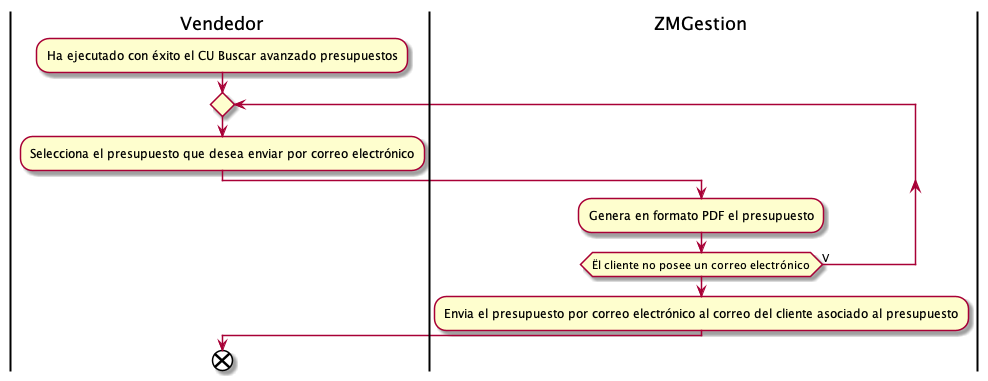 Vendedor
ZMGestion
Ha ejecutado con éxito el CU Buscar avanzado presupuestos
Selecciona el presupuesto que desea enviar por correo electrónico
Genera en formato PDF el presupuesto
Ël cliente no posee un correo electrónico
V
Envia el presupuesto por correo electrónico al correo del cliente asociado al presupuesto